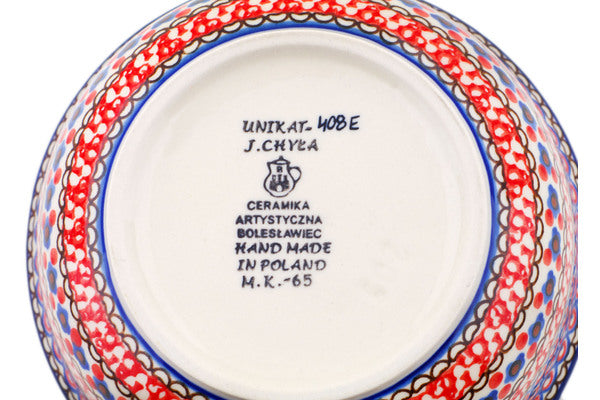 UNIKAT-408E
J.CHYŁA
CERAMIKA
ARTYSTYCZNA
BOLESŁAWIEC
HAND MADE
IN POLAND
M.K.-65